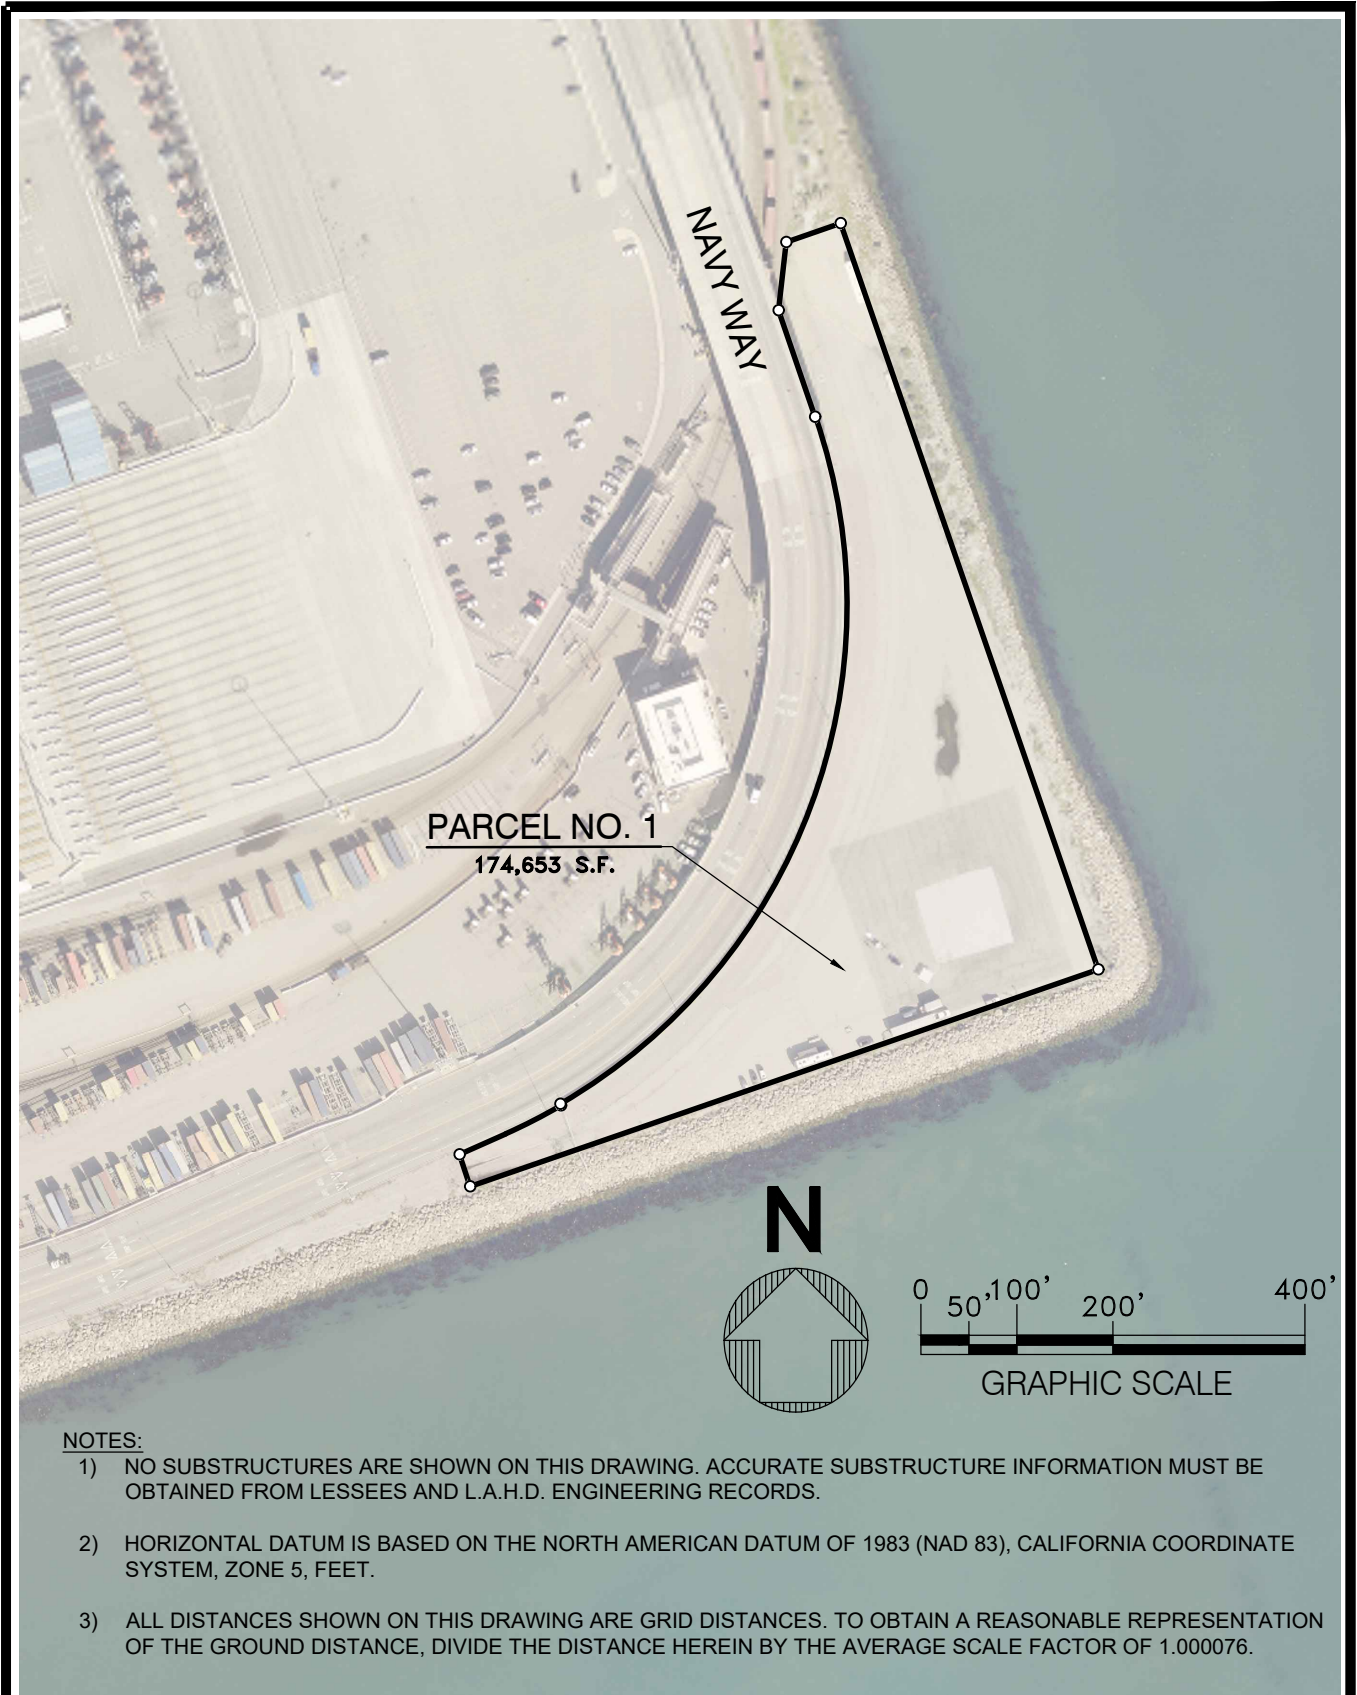 NAVY WAY
PARCEL NO. 1
174,653 S.F.
N
0 50' 100' 200' 400'
GRAPHIC SCALE
NOTES:
1) NO SUBSTRUCTURES ARE SHOWN ON THIS DRAWING. ACCURATE SUBSTRUCTURE INFORMATION MUST BE
OBTAINED FROM LESSEES AND L.A.H.D. ENGINEERING RECORDS.
2) HORIZONTAL DATUM IS BASED ON THE NORTH AMERICAN DATUM OF 1983 (NAD 83), CALIFORNIA COORDINATE
SYSTEM, ZONE 5, FEET.
3) ALL DISTANCES SHOWN ON THIS DRAWING ARE GRID DISTANCES. TO OBTAIN A REASONABLE REPRESENTATION
OF THE GROUND DISTANCE, DIVIDE THE DISTANCE HEREIN BY THE AVERAGE SCALE FACTOR OF 1.000076.